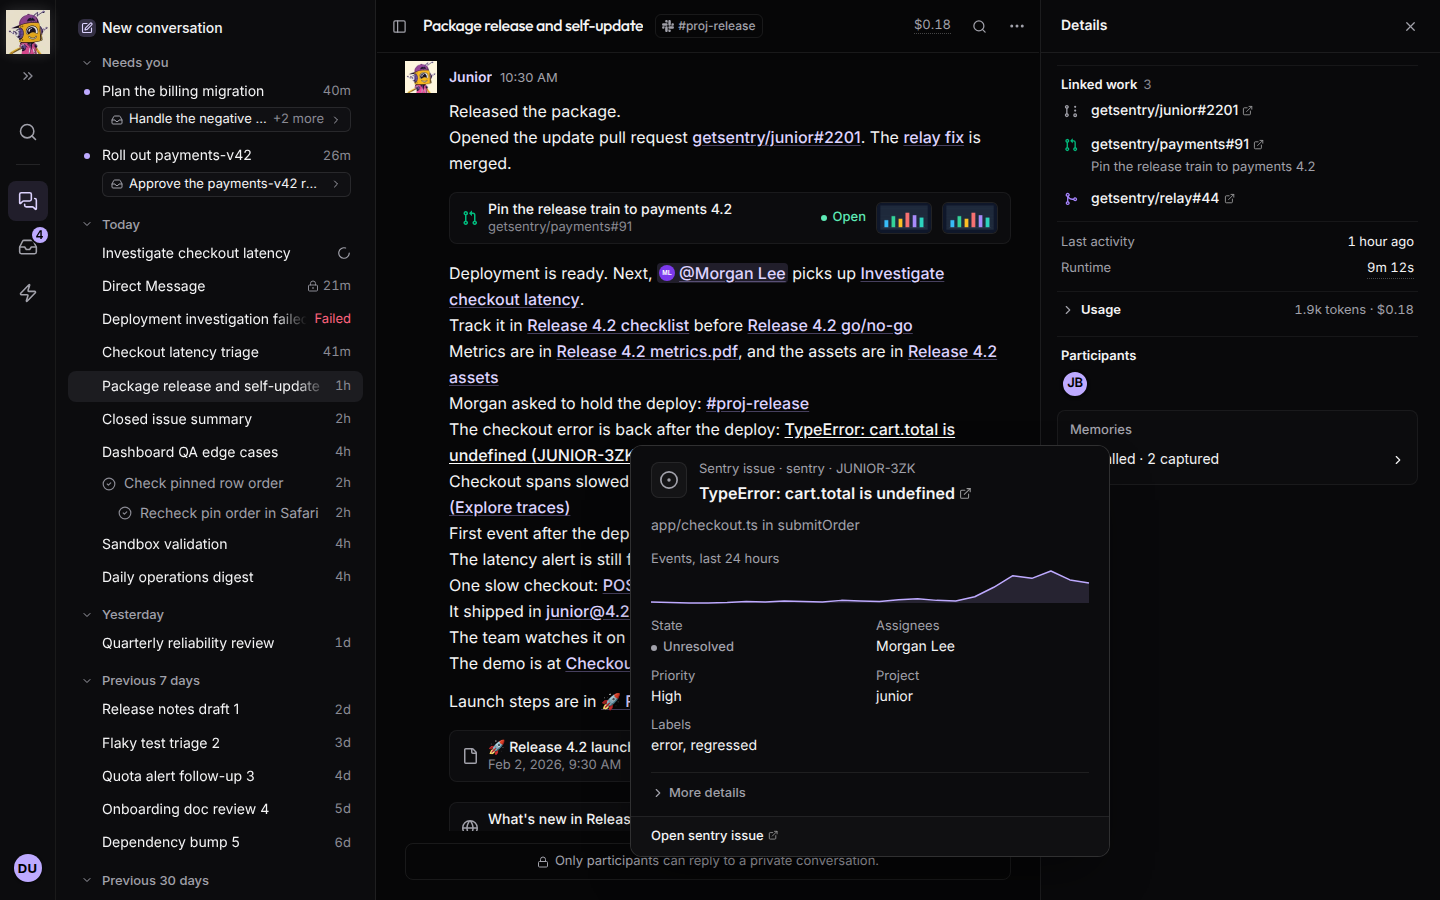 New conversation
Needs you
Plan the billing migration 40m
Handle the negative ... +2 more
Roll out payments-v42 26m
Approve the payments-v42 r...
Today
Investigate checkout latency
Direct Message 21m
Deployment investigation failed Failed
Checkout latency triage 41m
Package release and self-update 1h
Closed issue summary 2h
Dashboard QA edge cases 4h
Check pinned row order 2h
Recheck pin order in Safari 2h
Sandbox validation 4h
Daily operations digest 4h
Yesterday
Quarterly reliability review 1d
Previous 7 days
Release notes draft 1 2d
Flaky test triage 2 3d
Quota alert follow-up 3 4d
Onboarding doc review 4 5d
Dependency bump 5 6d
Previous 30 days
4
DU
Package release and self-update #proj-release $0.18
Junior 10:30 AM
Released the package.
Opened the update pull request getsentry/junior#2201. The relay fix is
merged.
Pin the release train to payments 4.2
getsentry/payments#91
Open
Deployment is ready. Next, ML @Morgan Lee picks up Investigate
checkout latency.
Track it in Release 4.2 checklist before Release 4.2 go/no-go
Metrics are in Release 4.2 metrics.pdf, and the assets are in Release 4.2
assets
Morgan asked to hold the deploy: #proj-release
The checkout error is back after the deploy: TypeError: cart.total is
undefined (JUNIOR-3ZK
Checkout spans slowed
(Explore traces)
First event after the dep
The latency alert is still f
One slow checkout: POS
It shipped in junior@4.2
The team watches it on
The demo is at Checkou
Launch steps are in 🚀 R
🚀 Release 4.2 launch
Feb 2, 2026, 9:30 AM
What's new in Releas
Only participants can reply to a private conversation.
Sentry issue · sentry · JUNIOR-3ZK
TypeError: cart.total is undefined
app/checkout.ts in submitOrder
Events, last 24 hours
State Assignees
Unresolved Morgan Lee
Priority Project
High junior
Labels
error, regressed
More details
Open sentry issue
Details
Linked work 3
getsentry/junior#2201
getsentry/payments#91
Pin the release train to payments 4.2
getsentry/relay#44
Last activity 1 hour ago
Runtime 9m 12s
Usage 1.9k tokens · $0.18
Participants
JB
Memories
lled · 2 captured